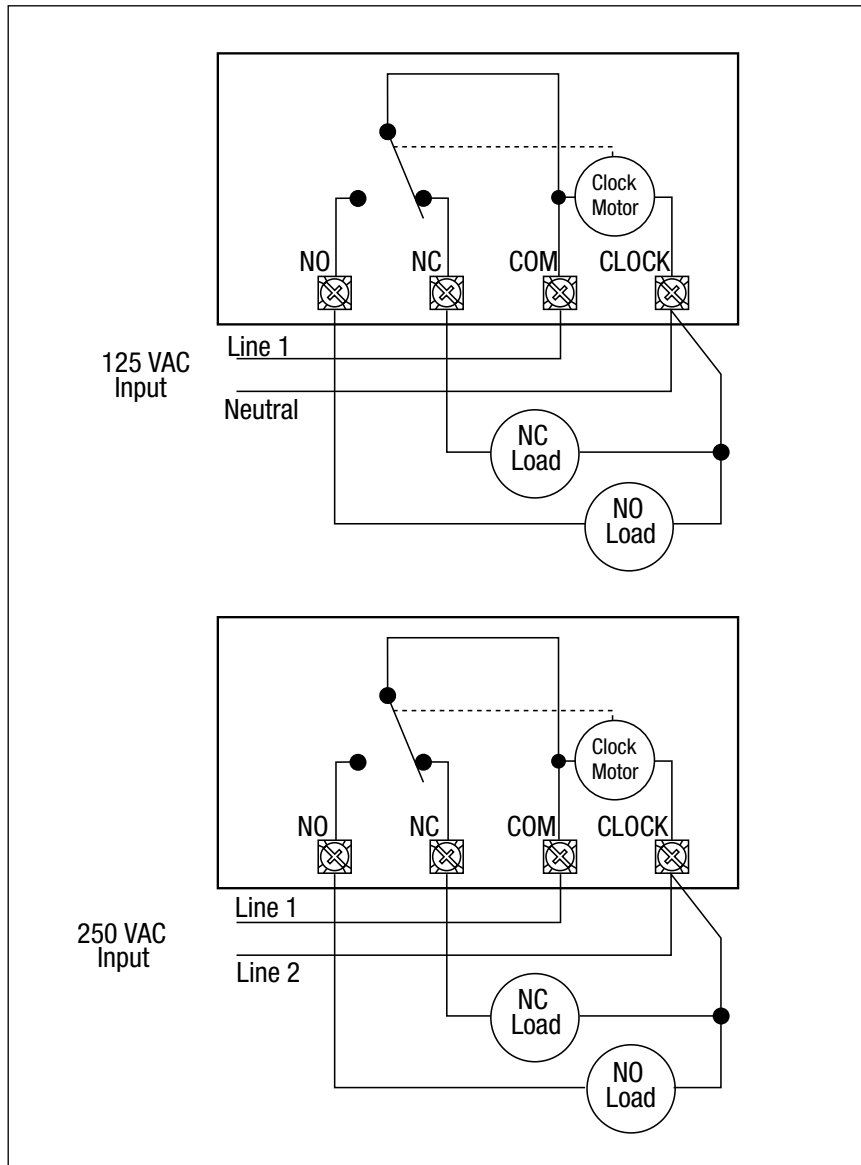 Clock
Motor
NO NC COM CLOCK
125 VAC
Input
Line 1
Neutral
NC
Load
NO
Load
Clock
Motor
NO NC COM CLOCK
250 VAC
Input
Line 1
Line 2
NC
Load
NO
Load